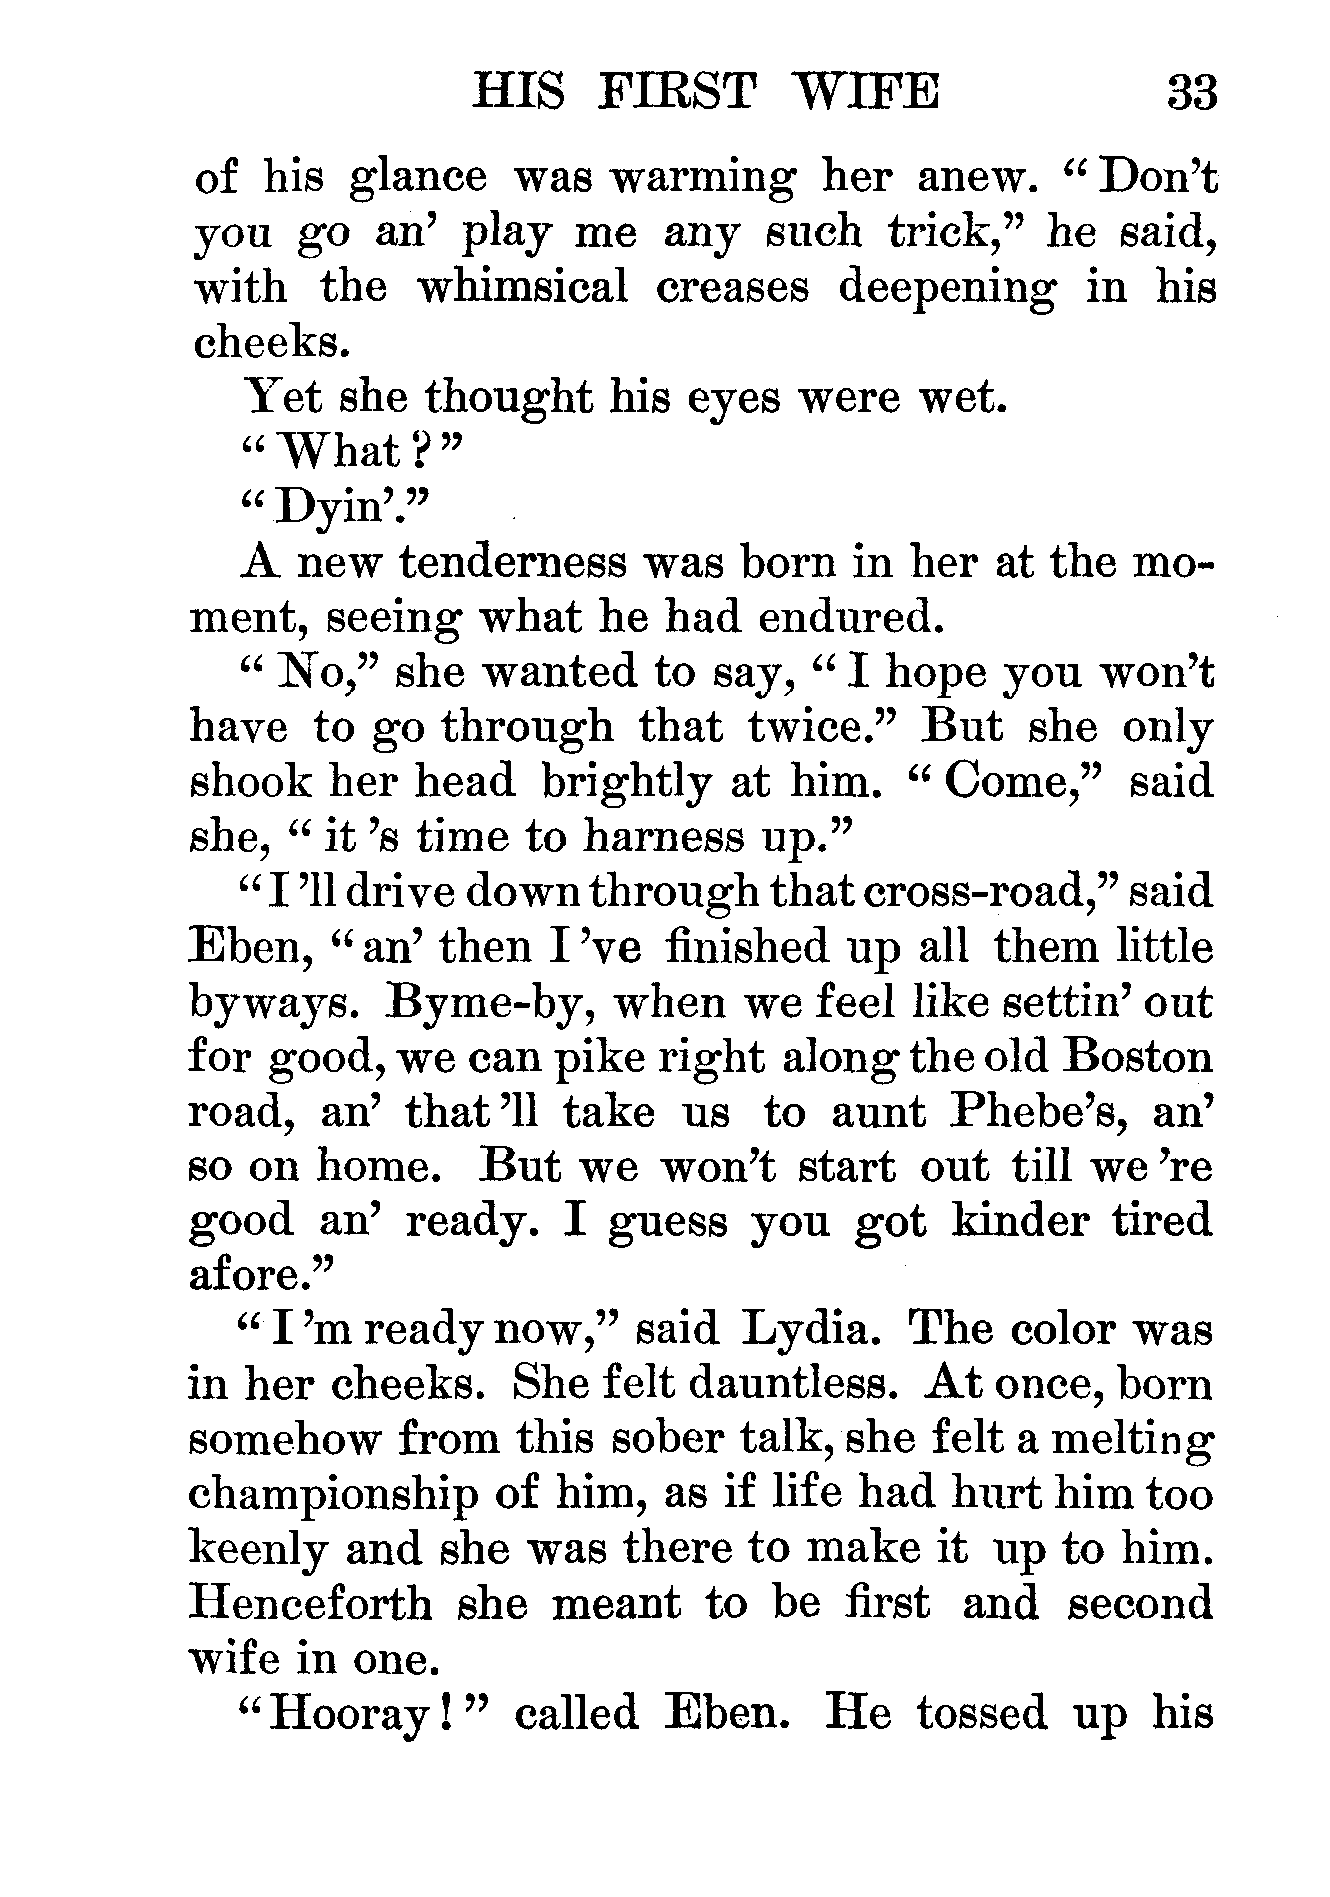 HIS FIRST WIFE 33
of his glance was warming her anew. “ Don’t
you go an’ play me any such trick,” he said,
with the whimsical creases deepening in his
cheeks.
Yet she thought his eyes were wet.
“ What ? ”
“ Dyin’.”
A new tenderness was born in her at the mo-
ment, seeing what he had endured.
“ No,” she wanted to say, “ I hope you won’t
have to go through that twice.” But she only
shook her head brightly at him. “ Come,” said
she, “ it ’s time to harness up.”
“ I ’ll drive down through that cross-road,” said
Eben, “ an’ then I ’ve finished up all them little
byways. Byme-by, when we feel like settin’ out
for good, we can pike right along the old Boston
road, an’ that ’ll take us to aunt Phebe’s, an’
so on home. But we won’t start out till we ’re
good an’ ready. I guess you got kinder tired
afore.”
“ I ’m ready now,” said Lydia. The color was
in her cheeks. She felt dauntless. At once, born
somehow from this sober talk, she felt a melting
championship of him, as if life had hurt him too
keenly and she was there to make it up to him.
Henceforth she meant to be first and second
wife in one.
“ Hooray ! ” called Eben. He tossed up his